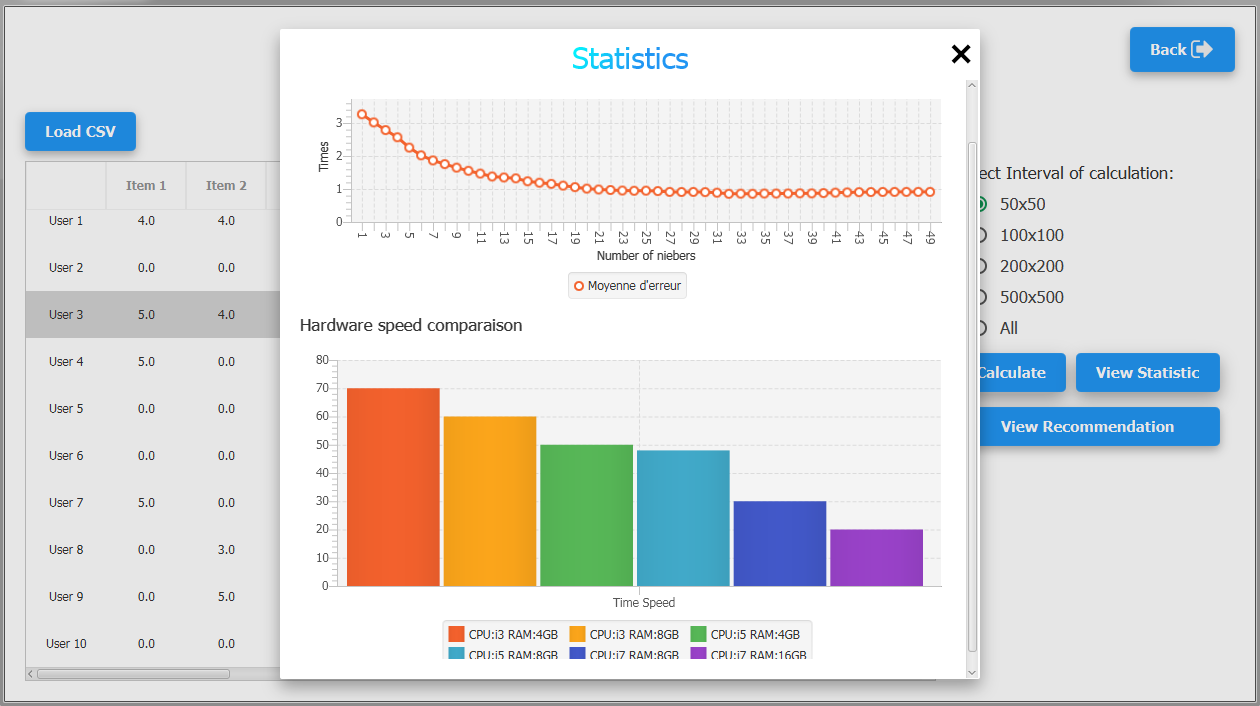 Statistics
Back
Load CSV
Item 1 Item 2
User 1 4.0 4.0
User 2 0.0 0.0
User 3 5.0 4.0
User 4 5.0 0.0
User 5 0.0 0.0
User 6 0.0 0.0
User 7 5.0 0.0
User 8 0.0 3.0
User 9 0.0 5.0
User 10 0.0 0.0
Times
3
2
1
0
1 3 5 7 9 11 13 15 17 19 21 23 25 27 29 31 33 35 37 39 41 43 45 47 49
Number of niebers
Moyenne d'erreur
Hardware speed comparaison
80
70
60
50
40
30
20
10
0
Time Speed
CPU:i3 RAM:4GB CPU:i3 RAM:8GB CPU:i5 RAM:4GB
CPU:i5 RAM:8GB CPU:i7 RAM:8GB CPU:i7 RAM:16GB
ect Interval of calculation:
50x50
100x100
200x200
500x500
All
Calculate View Statistic
View Recommendation